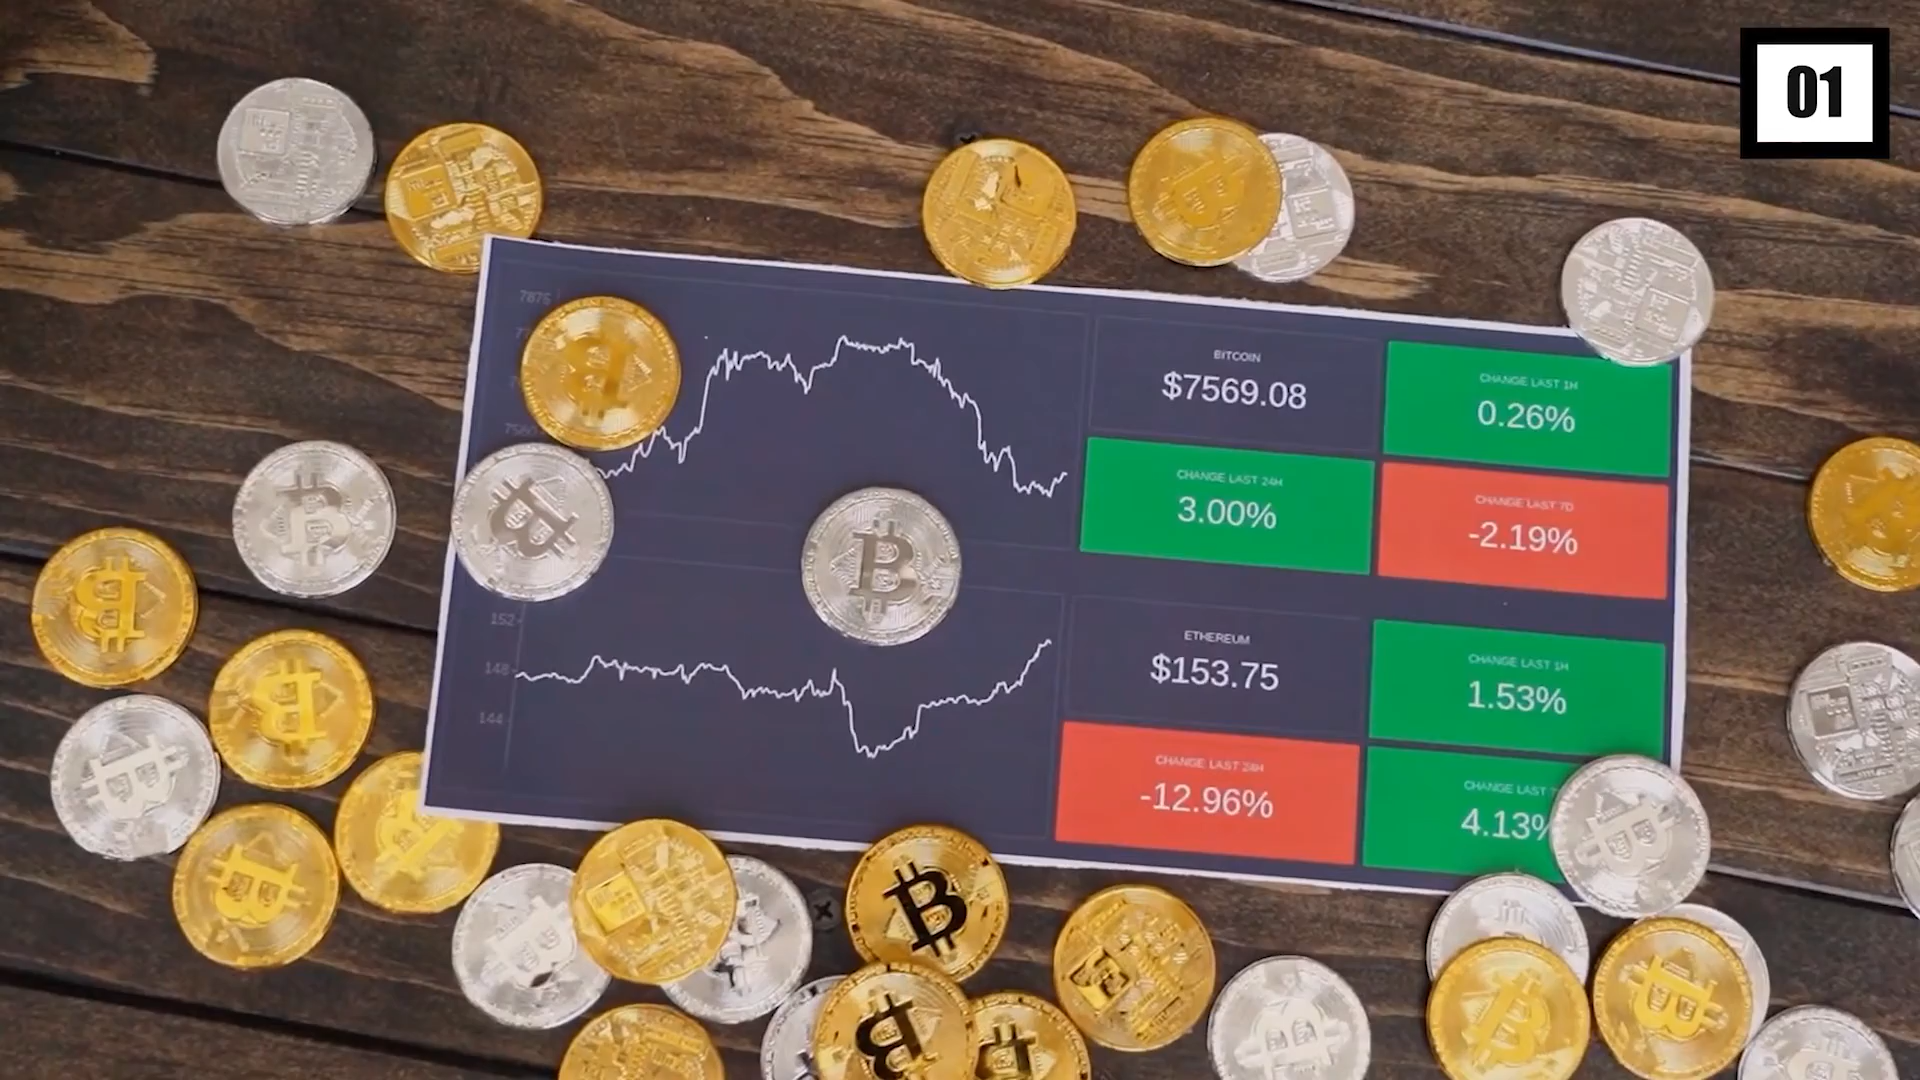 01
7875
BITCOIN
$7569.08
CHANGE LAST 1H
0.26%
CHANGE LAST 24H
3.00%
CHANGE LAST 7D
-2.19%
152
148
144
ETHEREUM
$153.75
CHANGE LAST 1H
1.53%
CHANGE LAST 24H
-12.96%
CHANGE LAST
4.13%